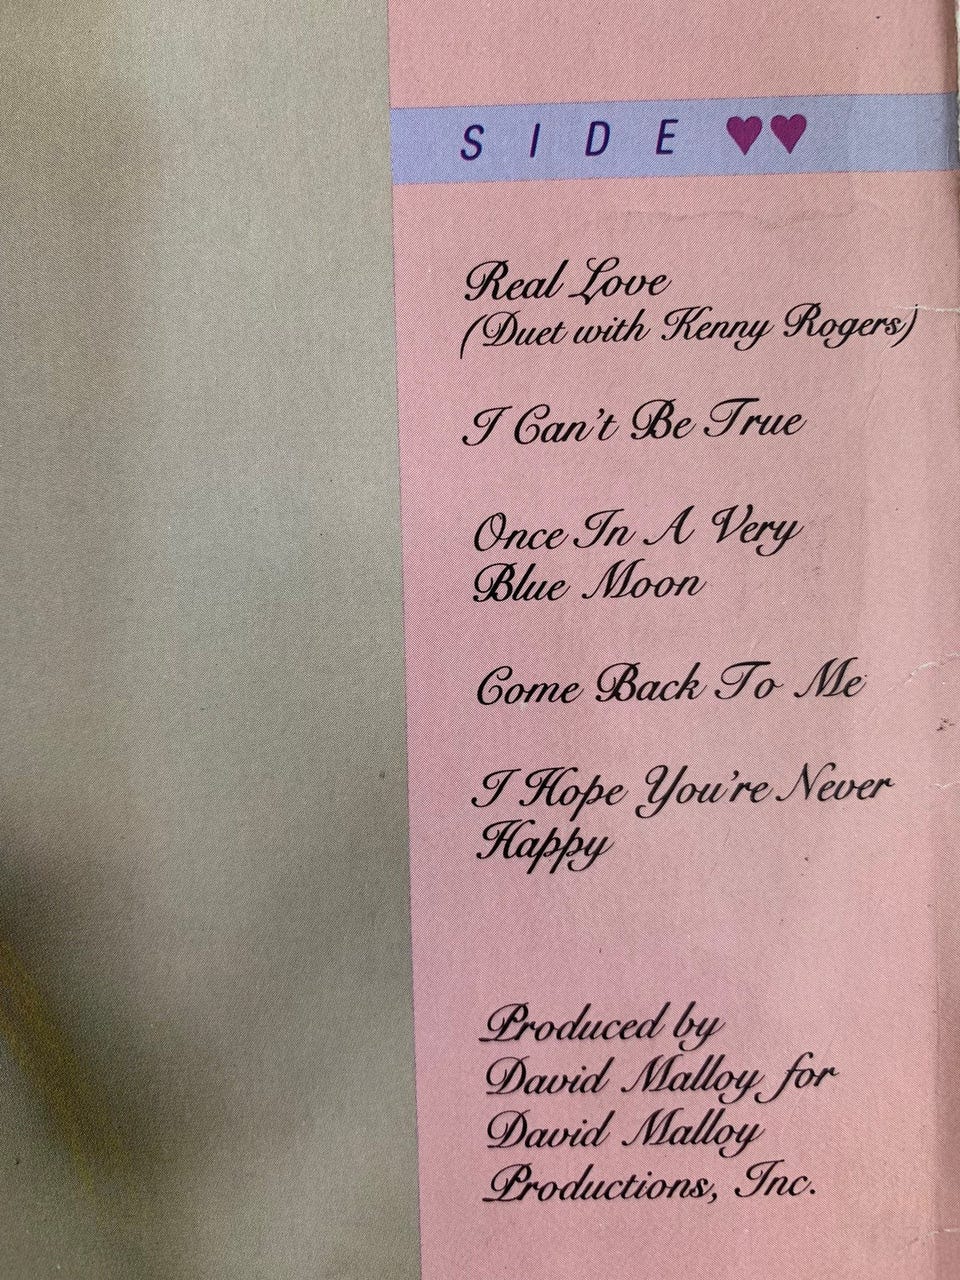 SIDE ♥♥
Real Love
(Duet with Kenny Rogers)
I Can't Be True
Once In A Very
Blue Moon
Come Back To Me
I Hope You're Never
Happy
Produced by
David Malloy for
David Malloy
Productions, Inc.